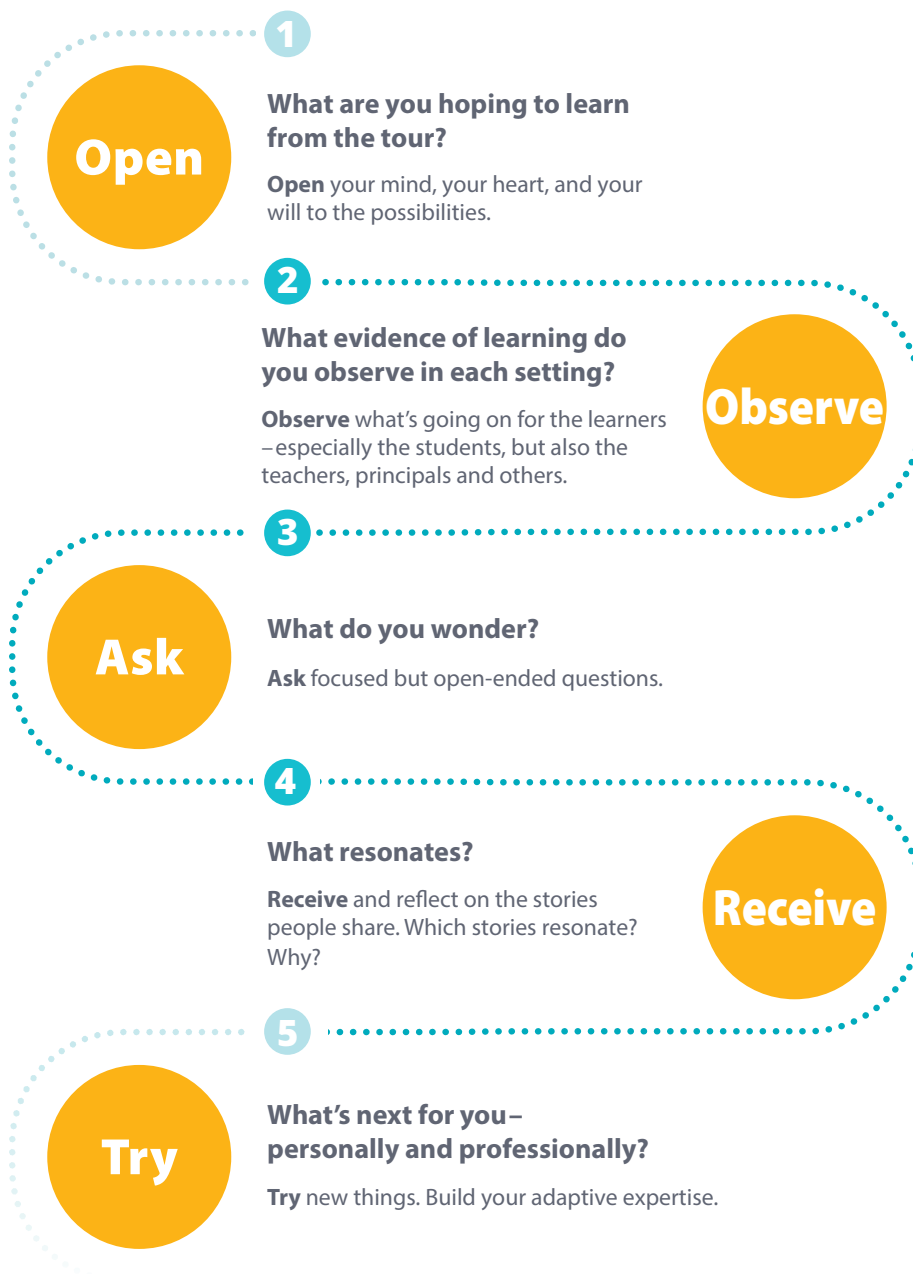 1
Open
What are you hoping to learn
from the tour?
Open your mind, your heart, and your
will to the possibilities.
2
What evidence of learning do
you observe in each setting?
Observe what's going on for the learners
–especially the students, but also the
teachers, principals and others.
Observe
3
Ask
What do you wonder?
Ask focused but open-ended questions.
4
What resonates?
Receive and reflect on the stories
people share. Which stories resonate?
Why?
Receive
5
Try
What's next for you–
personally and professionally?
Try new things. Build your adaptive expertise.